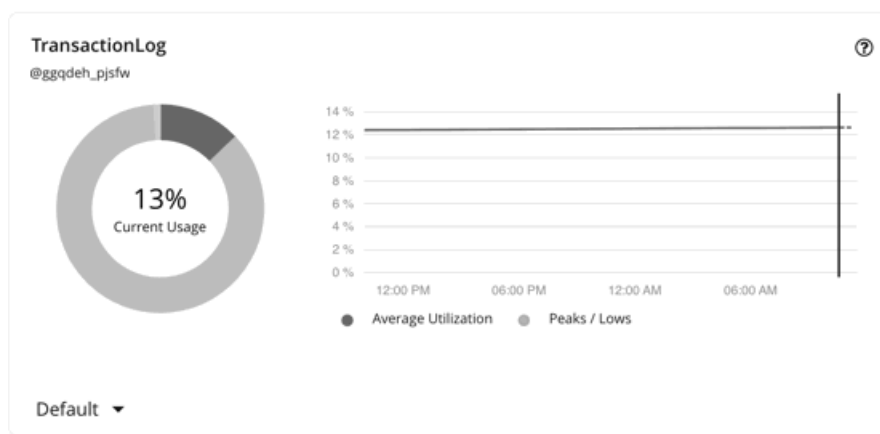 TransactionLog
@ggqdeh_pjsfw
13%
Current Usage
14 %
12 %
10 %
8 %
6 %
4 %
2 %
0 %
12:00 PM 06:00 PM 12:00 AM 06:00 AM
Average Utilization Peaks / Lows
Default